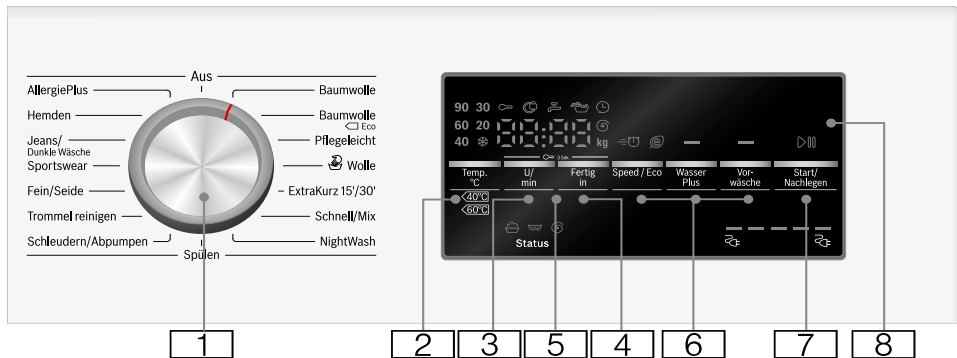 Aus
AllergiePlus
Hemden
Jeans/
Dunkle Wäsche
Sportswear
Fein/Seide
Trommel reinigen
Schleudern/Abpumpen
Spülen
Baumwolle
Baumwolle
Eco
Pflegeleicht
Wolle
ExtraKurz 15'/30'
Schnell/Mix
NightWash
90 30
60 20
40
88:88
kg
3 Sek.
Temp.
°C
U/
min
Fertig
in
Speed / Eco
Wasser
Plus
Vor-
wäsche
Start/
Nachlegen
40°C
60°C
Status
1
2
3
5
4
6
7
8